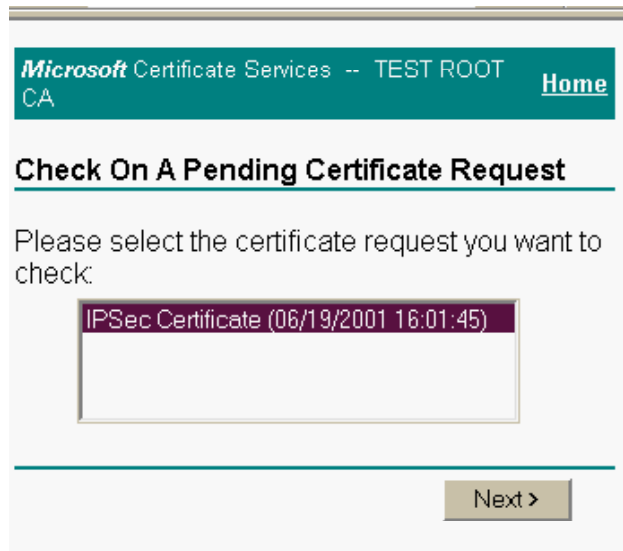 Microsoft Certificate Services -- TEST ROOT
CA
Home
Check On A Pending Certificate Request
Please select the certificate request you want to
check:
IPSec Certificate (06/19/2001 16:01:45)
Next >